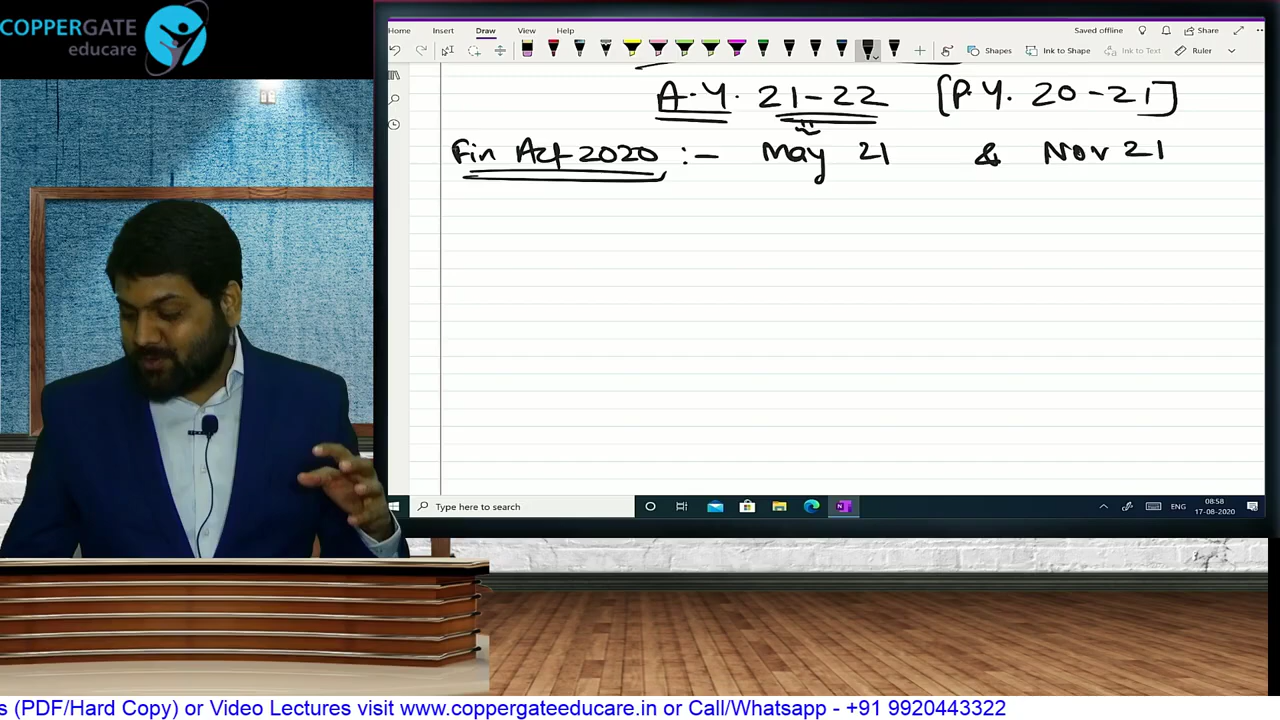 COPPERGATE
educare
Home Insert Draw View Help
Saved offline
Share
Shapes
Ink to Shape
Ink to Text
Ruler
A.Y. 21-22 [P.Y. 20-21]
Fin Act 2020 :- May 21 & Nov 21
Type here to search
ENG
08:58
17-08-2020
s (PDF/Hard Copy) or Video Lectures visit www.coppergateeducare.in or Call/Whatsapp - +91 9920443322